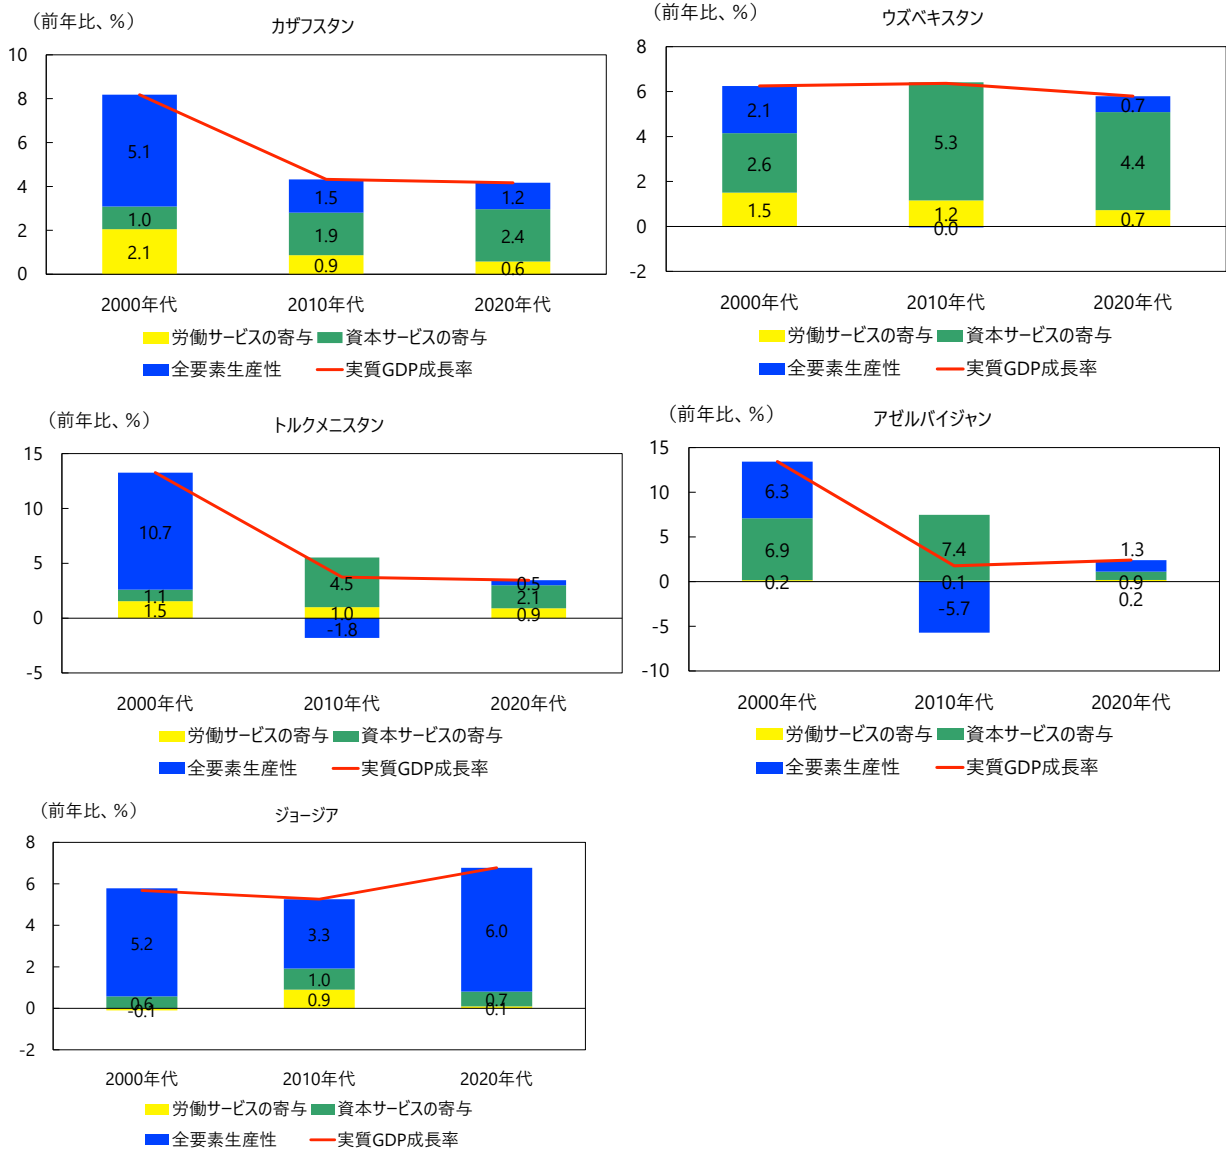 （前年比、%）
カザフスタン
10
8
6
4
2
0
5.1
1.0
2.1
1.5
1.9
0.9
1.2
2.4
0.6
2000年代 2010年代 2020年代
労働サービスの寄与 資本サービスの寄与
全要素生産性 実質GDP成長率
（前年比、%）
ウズベキスタン
8
6
4
2
0
-2
2.1
2.6
1.5
5.3
1.2
0.0
0.7
4.4
0.7
2000年代 2010年代 2020年代
労働サービスの寄与 資本サービスの寄与
全要素生産性 実質GDP成長率
（前年比、%）
トルクメニスタン
15
10
5
0
-5
10.7
1.1
1.5
4.5
1.0
-1.8
0.5
2.1
0.9
2000年代 2010年代 2020年代
労働サービスの寄与 資本サービスの寄与
全要素生産性 実質GDP成長率
（前年比、%）
アゼルバイジャン
15
10
5
0
-5
-10
6.3
6.9
0.2
7.4
0.1
-5.7
1.3
0.9
0.2
2000年代 2010年代 2020年代
労働サービスの寄与 資本サービスの寄与
全要素生産性 実質GDP成長率
（前年比、%）
ジョージア
8
6
4
2
0
-2
5.2
0.6
-0.1
3.3
1.0
0.9
6.0
0.7
0.1
2000年代 2010年代 2020年代
労働サービスの寄与 資本サービスの寄与
全要素生産性 実質GDP成長率